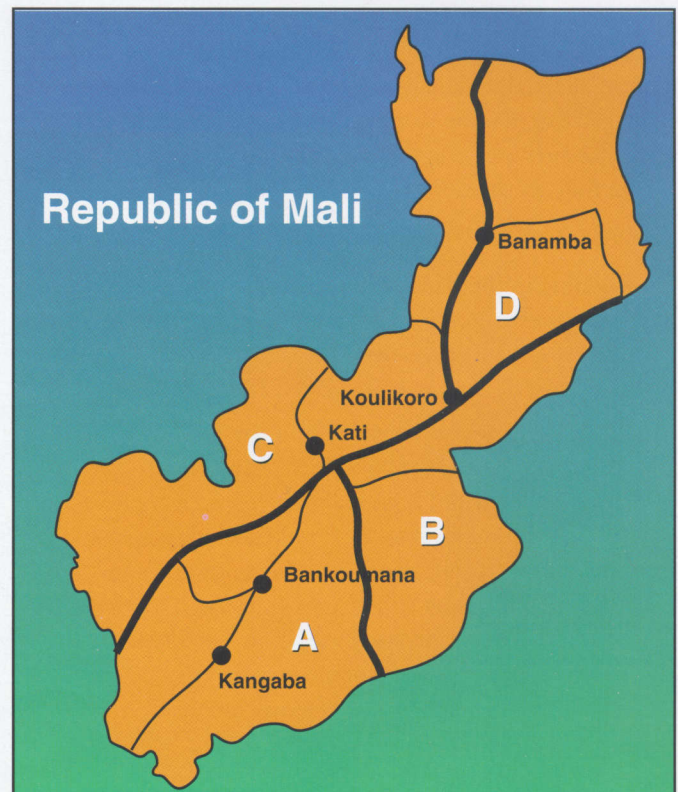 Republic of Mali
Banamba
D
Koulikoro
Kati
C
B
Bankoumana
A
Kangaba